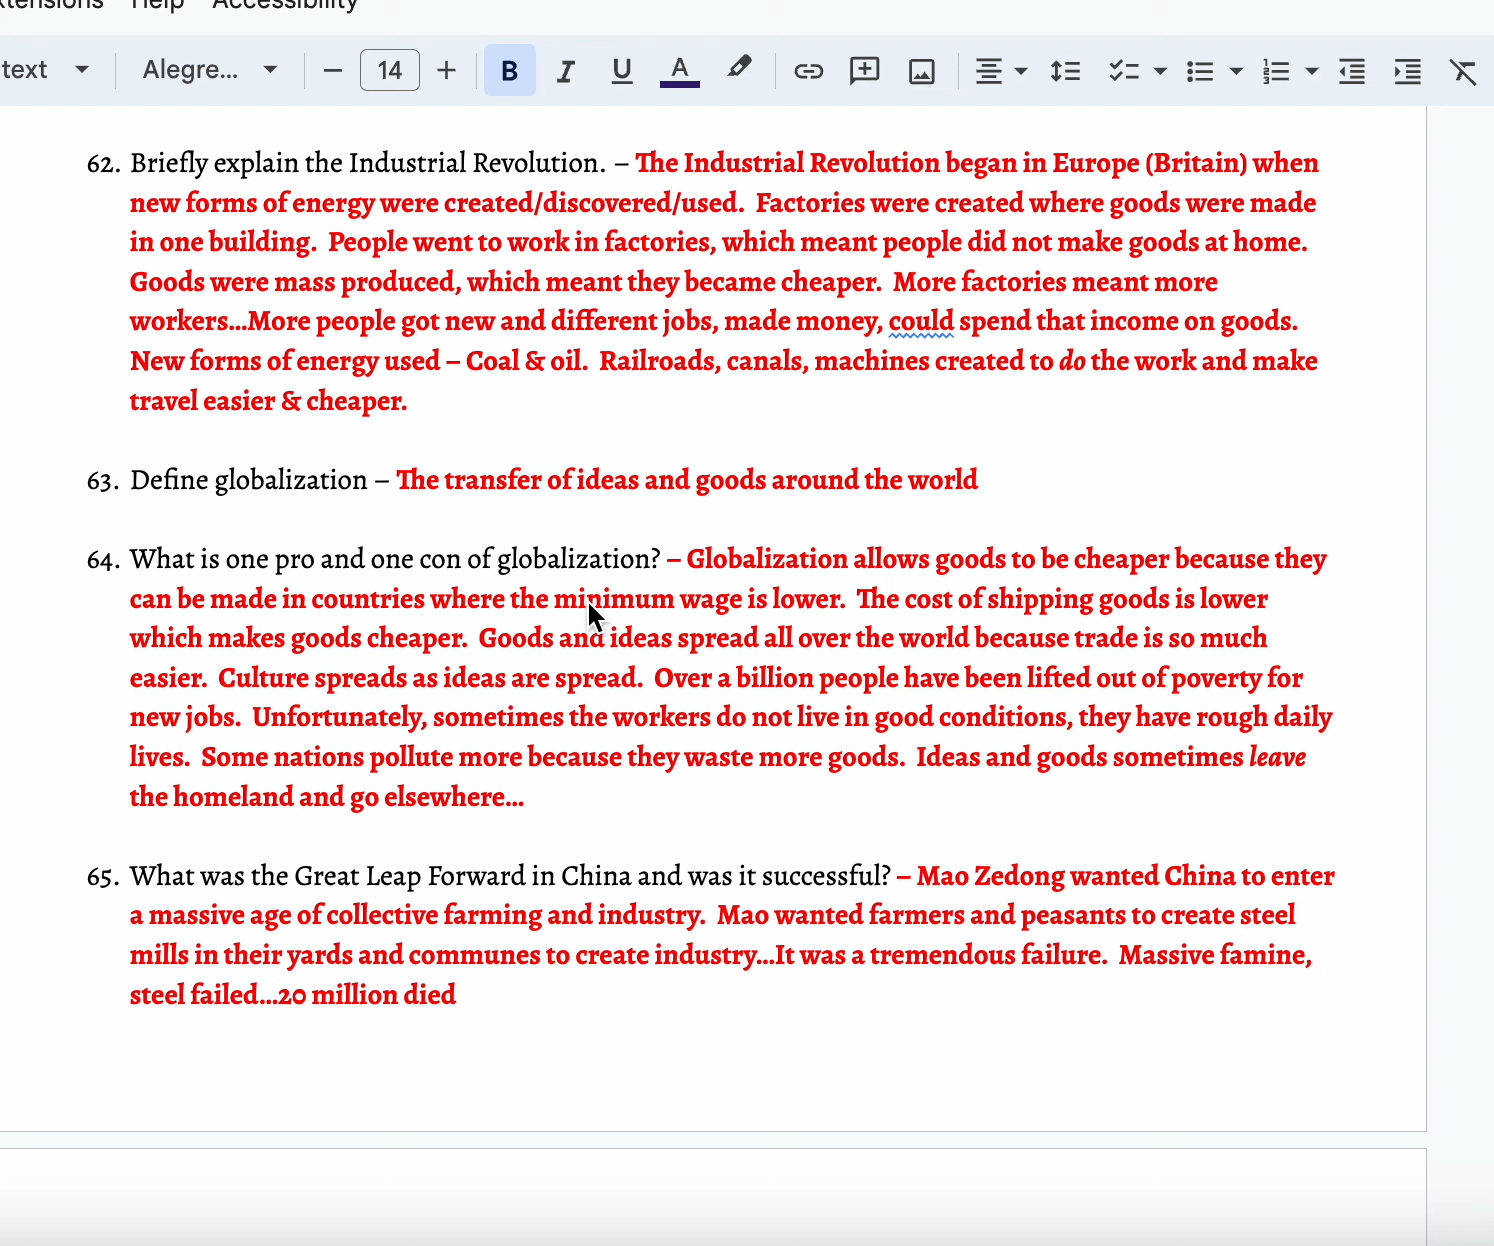 Extensions Help Accessibility
text Alegre... 14 B I U A
62. Briefly explain the Industrial Revolution. – The Industrial Revolution began in Europe (Britain) when
new forms of energy were created/discovered/used. Factories were created where goods were made
in one building. People went to work in factories, which meant people did not make goods at home.
Goods were mass produced, which meant they became cheaper. More factories meant more
workers...More people got new and different jobs, made money, could spend that income on goods.
New forms of energy used – Coal & oil. Railroads, canals, machines created to do the work and make
travel easier & cheaper.
63. Define globalization – The transfer of ideas and goods around the world
64. What is one pro and one con of globalization? – Globalization allows goods to be cheaper because they
can be made in countries where the minimum wage is lower. The cost of shipping goods is lower
which makes goods cheaper. Goods and ideas spread all over the world because trade is so much
easier. Culture spreads as ideas are spread. Over a billion people have been lifted out of poverty for
new jobs. Unfortunately, sometimes the workers do not live in good conditions, they have rough daily
lives. Some nations pollute more because they waste more goods. Ideas and goods sometimes leave
the homeland and go elsewhere...
65. What was the Great Leap Forward in China and was it successful? – Mao Zedong wanted China to enter
a massive age of collective farming and industry. Mao wanted farmers and peasants to create steel
mills in their yards and communes to create industry...It was a tremendous failure. Massive famine,
steel failed...20 million died